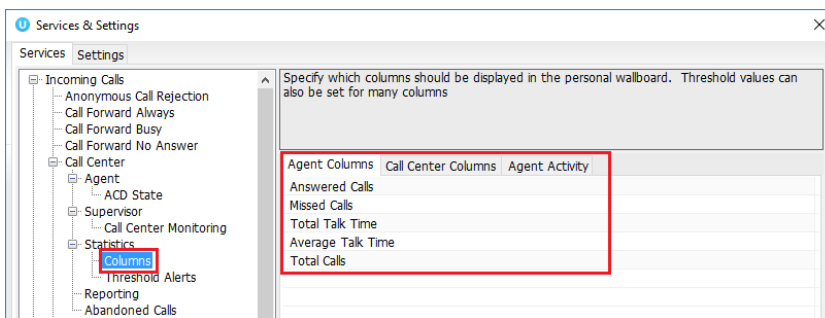 Services & Settings
Services Settings
Incoming Calls
Anonymous Call Rejection
Call Forward Always
Call Forward Busy
Call Forward No Answer
Call Center
Agent
ACD State
Supervisor
Call Center Monitoring
Statistics
Columns
Threshold Alerts
Reporting
Abandoned Calls
Specify which columns should be displayed in the personal wallboard. Threshold values can
also be set for many columns
Agent Columns Call Center Columns Agent Activity
Answered Calls
Missed Calls
Total Talk Time
Average Talk Time
Total Calls